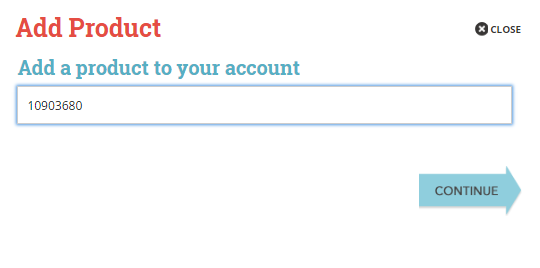 Add Product
CLOSE
Add a product to your account
10903680
CONTINUE